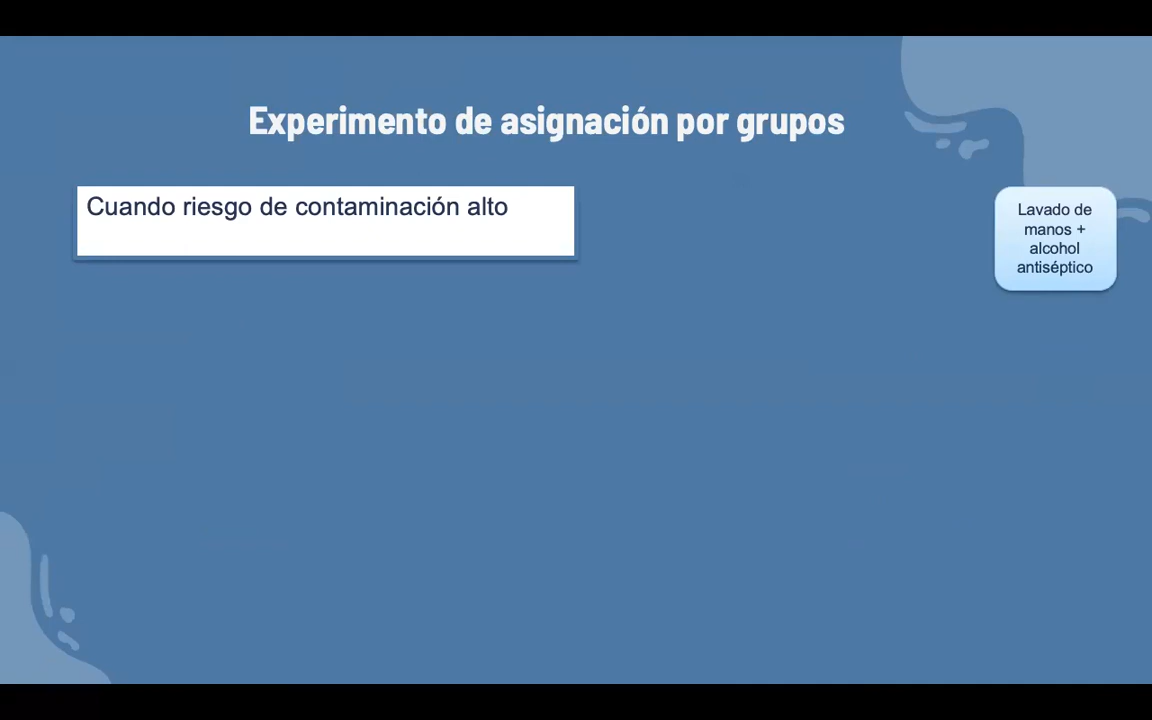 Experimento de asignación por grupos
Cuando riesgo de contaminación alto
Lavado de
manos +
alcohol
antiséptico